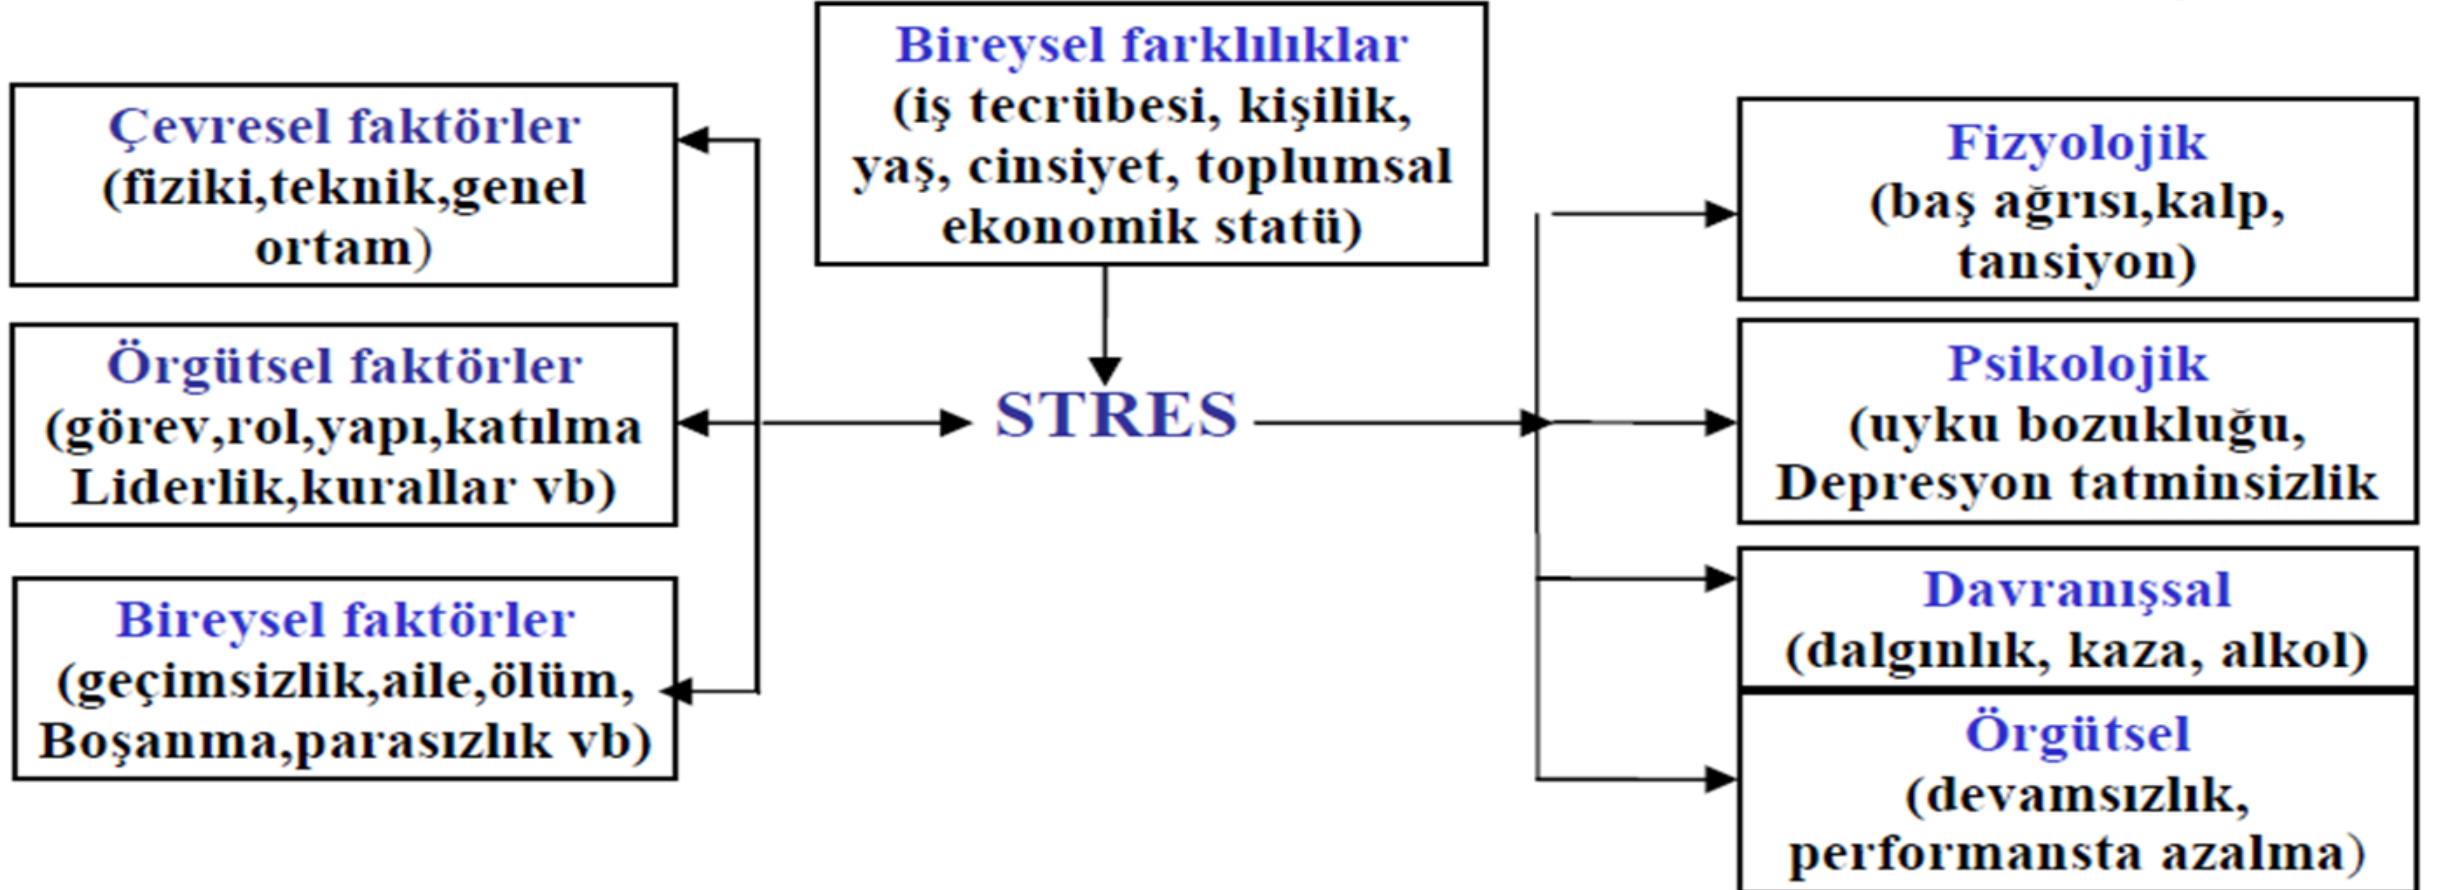 Bireysel farklılıklar
(iş tecrübesi, kişilik,
yaş, cinsiyet, toplumsal
ekonomik statü)
Çevresel faktörler
(fiziki,teknik,genel
ortam)
Örgütsel faktörler
(görev,rol,yapı,katılma
Liderlik,kurallar vb)
Bireysel faktörler
(geçimsizlik,aile,ölüm,
Boşanma,parasızlık vb)
STRES
Fizyolojik
(baş ağrısı,kalp,
tansiyon)
Psikolojik
(uyku bozukluğu,
Depresyon tatminsizlik
Davranışsal
(dalgınlık, kaza, alkol)
Örgütsel
(devamsızlık,
performansta azalma)